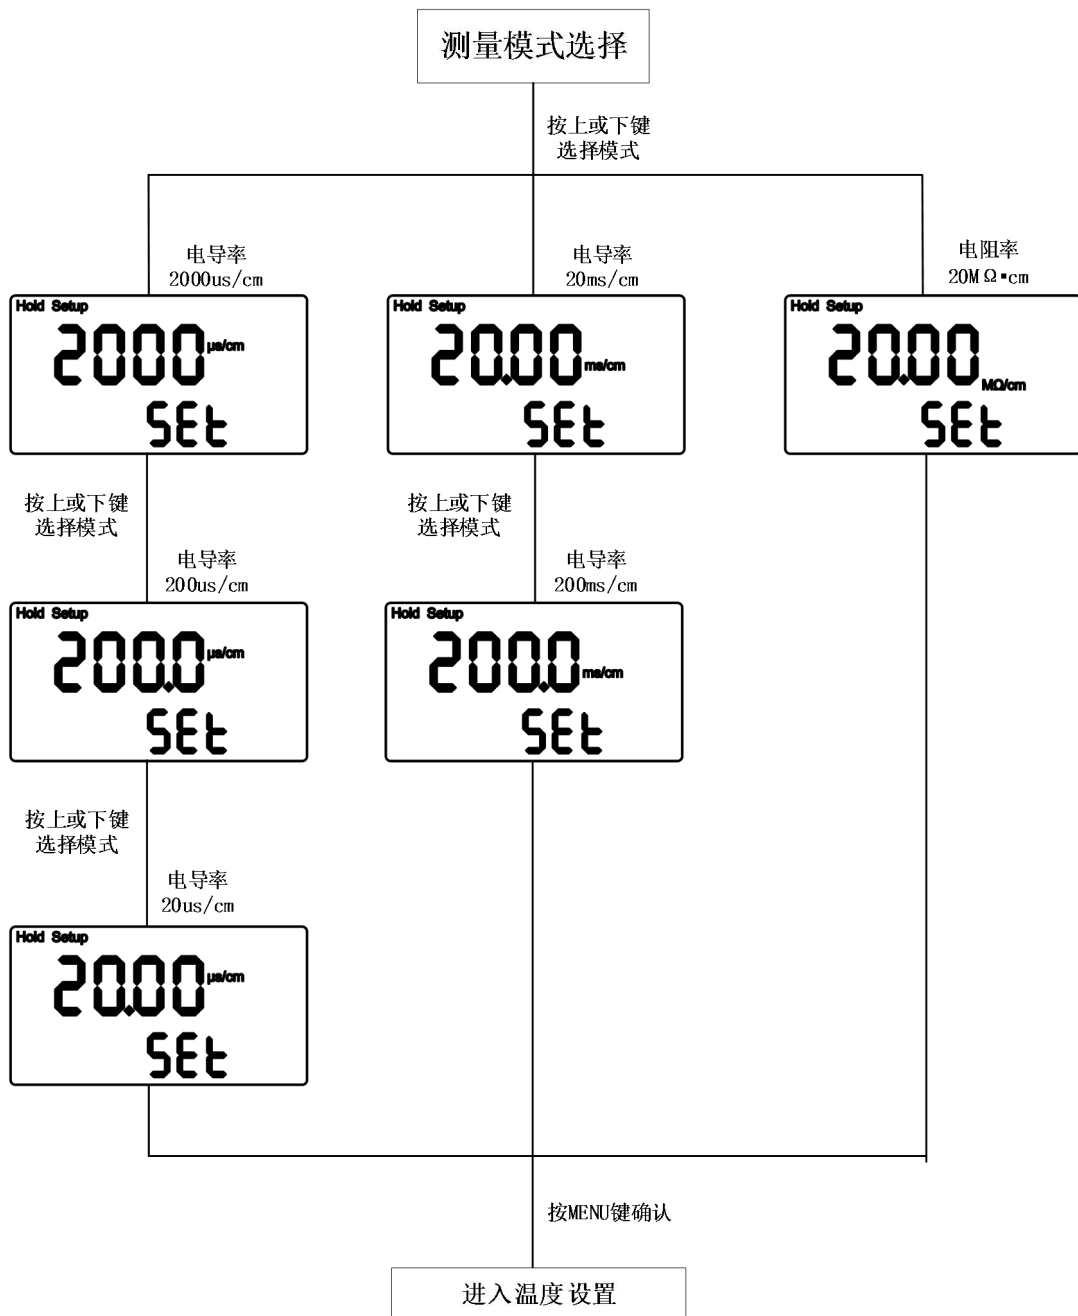 测量模式选择
按上或下键
选择模式
电导率
2000us/cm
电导率
20ms/cm
电阻率
20MΩ▪cm
Hold Setup
2000 µs/cm
SEt
Hold Setup
20.00 ms/cm
SEt
Hold Setup
20.00 MΩ/cm
SEt
按上或下键
选择模式
按上或下键
选择模式
电导率
200us/cm
电导率
200ms/cm
Hold Setup
200.0 µs/cm
SEt
Hold Setup
200.0 ms/cm
SEt
按上或下键
选择模式
电导率
20us/cm
Hold Setup
20.00 µs/cm
SEt
按MENU键确认
进入温度设置